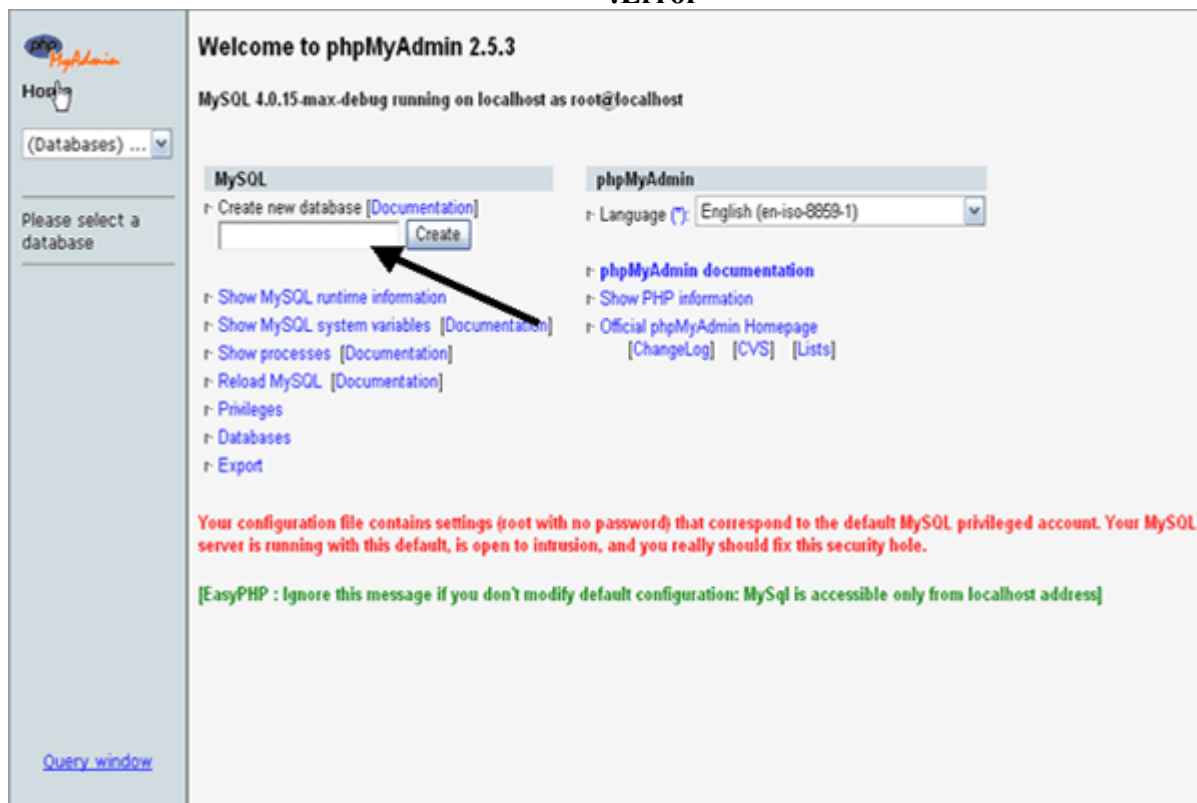 .Error
php
MyAdmin
Home
(Databases) ...
Please select a
database
Query window
Welcome to phpMyAdmin 2.5.3
MySQL 4.0.15-max-debug running on localhost as root@localhost
MySQL
Create new database [Documentation]
Create
Show MySQL runtime information
Show MySQL system variables [Documentation]
Show processes [Documentation]
Reload MySQL [Documentation]
Privileges
Databases
Export
phpMyAdmin
Language (*): English (en-iso-8859-1)
phpMyAdmin documentation
Show PHP information
Official phpMyAdmin Homepage
[ChangeLog] [CVS] [Lists]
Your configuration file contains settings (root with no password) that correspond to the default MySQL privileged account. Your MySQL
server is running with this default, is open to intrusion, and you really should fix this security hole.
[EasyPHP : Ignore this message if you don't modify default configuration: MySql is accessible only from localhost address]